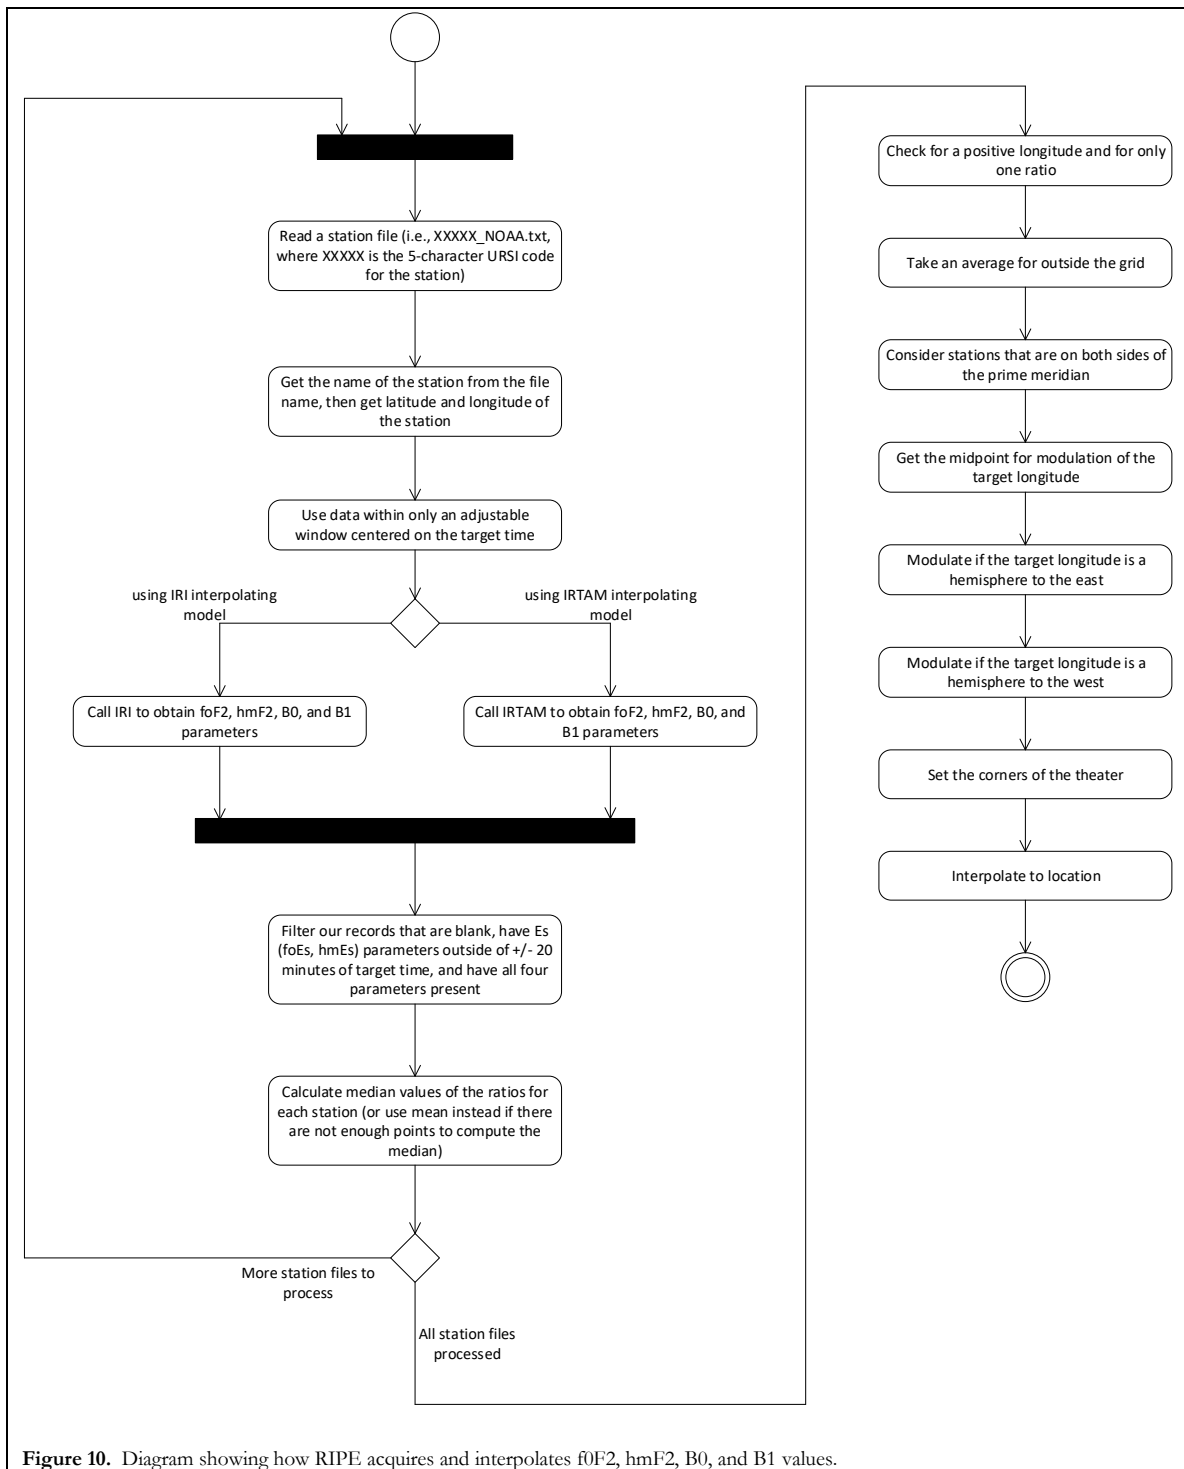 Read a station file (i.e., XXXXX_NOAA.txt,
where XXXXX is the 5-character URSI code
for the station)
Get the name of the station from the file
name, then get latitude and longitude of
the station
Use data within only an adjustable
window centered on the target time
using IRI interpolating
model
using IRTAM interpolating
model
Call IRI to obtain foF2, hmF2, B0, and B1
parameters
Call IRTAM to obtain foF2, hmF2, B0, and
B1 parameters
Filter our records that are blank, have Es
(foEs, hmEs) parameters outside of +/- 20
minutes of target time, and have all four
parameters present
Calculate median values of the ratios for
each station (or use mean instead if there
are not enough points to compute the
median)
More station files to
process
All station files
processed
Check for a positive longitude and for only
one ratio
Take an average for outside the grid
Consider stations that are on both sides of
the prime meridian
Get the midpoint for modulation of the
target longitude
Modulate if the target longitude is a
hemisphere to the east
Modulate if the target longitude is a
hemisphere to the west
Set the corners of the theater
Interpolate to location
Figure 10. Diagram showing how RIPE acquires and interpolates f0F2, hmF2, B0, and B1 values.